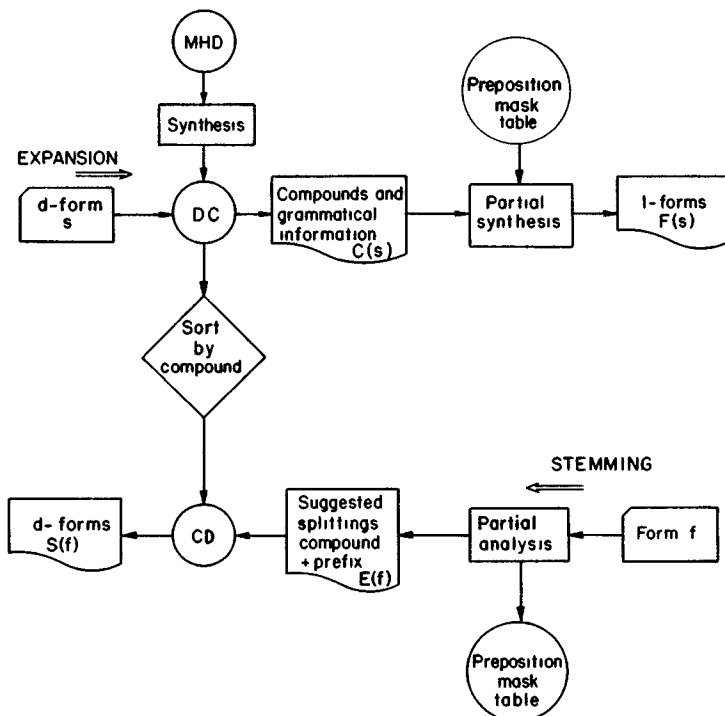 MHD
Synthesis
EXPANSION
d-form
s
DC
Compounds and
grammatical
information
C(s)
Preposition
mask
table
Partial
synthesis
l-forms
F(s)
Sort
by
compound
STEMMING
d-forms
S(f)
CD
Suggested
splittings
compound
+ prefix
E(f)
Partial
analysis
Form f
Preposition
mask
table